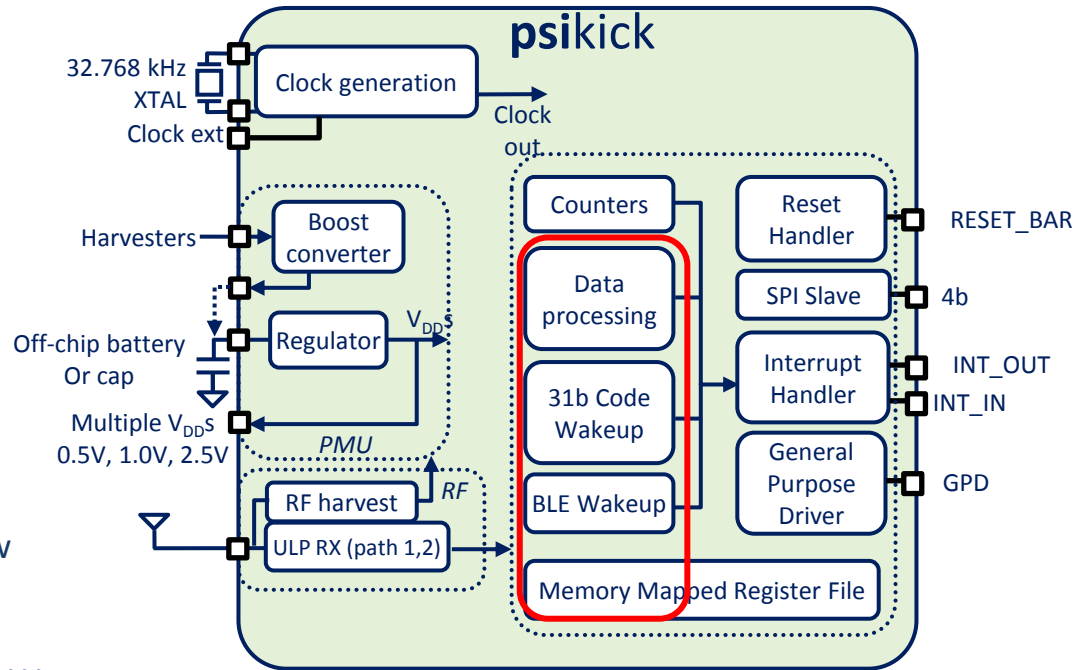 psikick
32.768 kHz
XTAL
Clock ext
Clock generation
Clock
out
Harvesters
Boost
converter
Off-chip battery
Or cap
Regulator
VDDs
Multiple VDDs
0.5V, 1.0V, 2.5V
PMU
RF harvest
RF
ULP RX (path 1,2)
Counters
Data
processing
31b Code
Wakeup
BLE Wakeup
Memory Mapped Register File
Reset
Handler
SPI Slave
Interrupt
Handler
General
Purpose
Driver
RESET_BAR
4b
INT_OUT
INT_IN
GPD